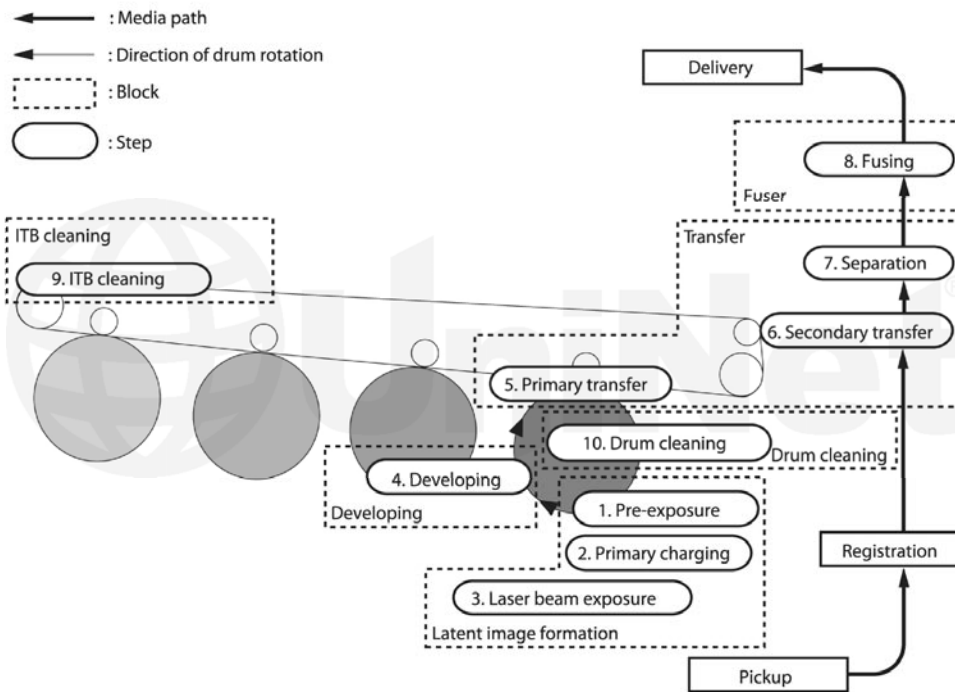 : Media path
: Direction of drum rotation
: Block
: Step
Delivery
8. Fusing
Fuser
Transfer
ITB cleaning
9. ITB cleaning
7. Separation
6. Secondary transfer
5. Primary transfer
10. Drum cleaning
Drum cleaning
4. Developing
Developing
1. Pre-exposure
2. Primary charging
Registration
3. Laser beam exposure
Latent image formation
Pickup
UniNet
®